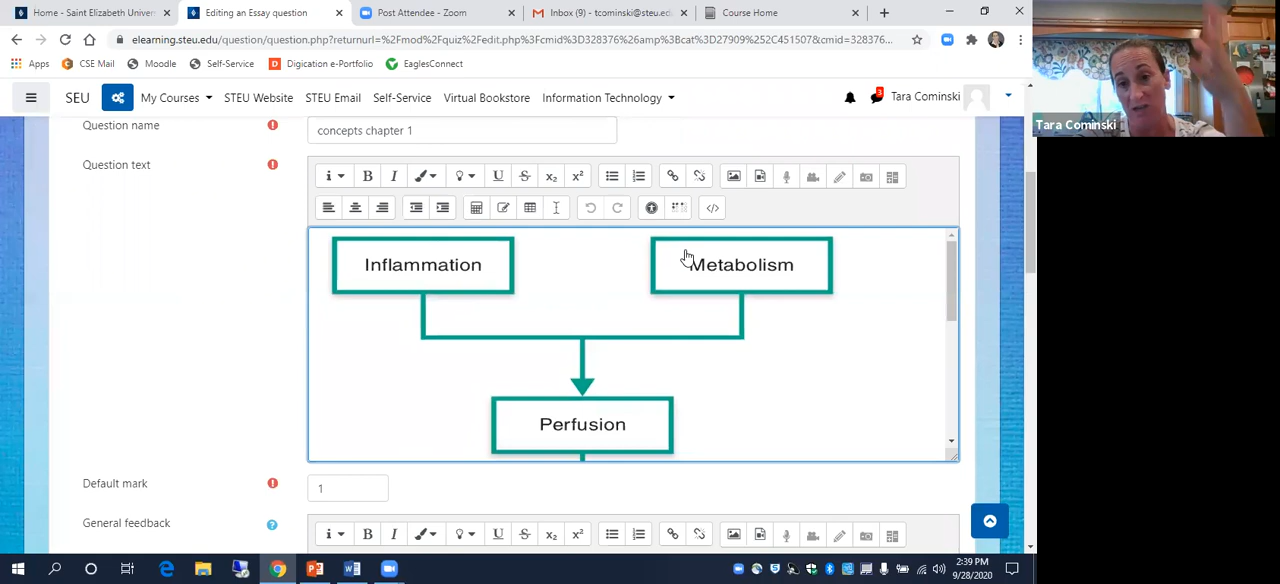 Home - Saint Elizabeth Univer
Editing an Essay question
Post Attendee - Zoom
Inbox (9) - tcominski@steu.ed
Course Home
elearning.steu.edu/question/question.php?returnurl=%2Fmod%2Fquiz%2Fedit.php%3Fcmid%3D328376%26amp%3Bcat%3D27909%252C451507&cmid=328376...
Apps
CSE Mail
Moodle
Self-Service
Digication e-Portfolio
EaglesConnect
SEU
My Courses
STEU Website
STEU Email
Self-Service
Virtual Bookstore
Information Technology
3
Tara Cominski
Tara Cominski
Question name
concepts chapter 1
Question text
Inflammation
Metabolism
Perfusion
Default mark
1
General feedback
2:39 PM
9/28/2020